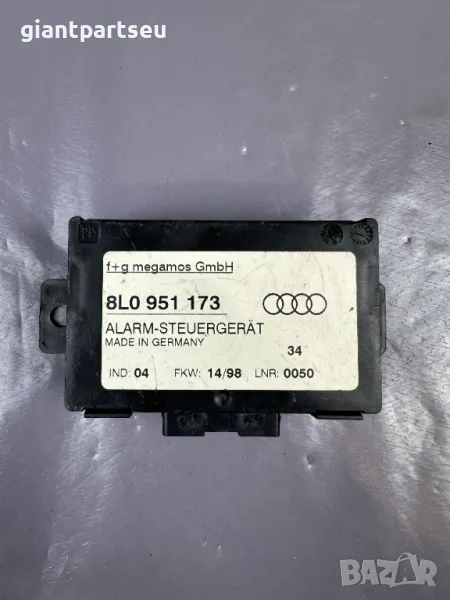 giantpartseu
f+g megamos GmbH
8L0 951 173
ALARM-STEUERGERÄT
MADE IN GERMANY
34
IND: 04 FKW: 14/98 LNR: 0050
BAZAR